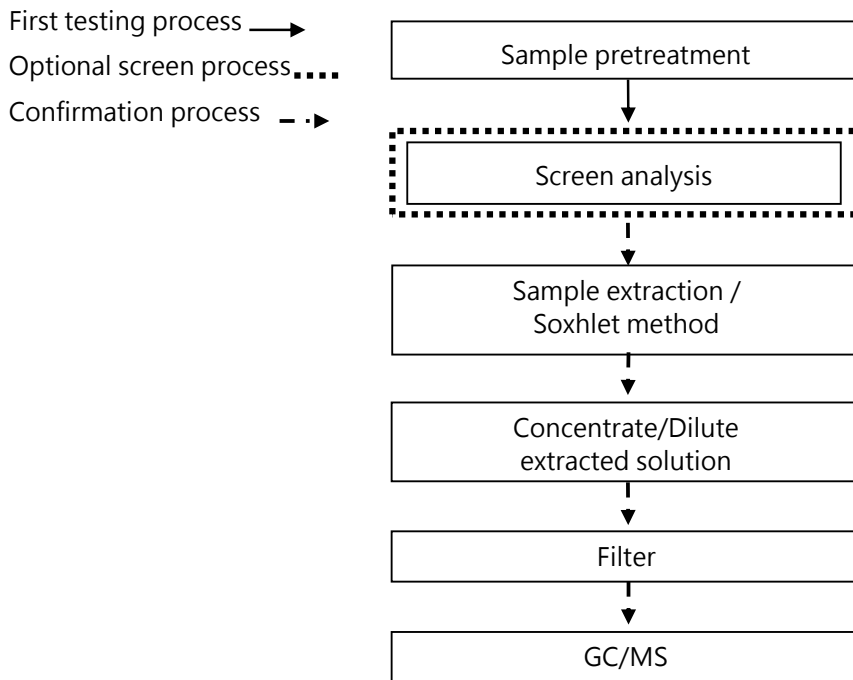 First testing process
Optional screen process
Confirmation process
Sample pretreatment
Screen analysis
Sample extraction /
Soxhlet method
Concentrate/Dilute
extracted solution
Filter
GC/MS